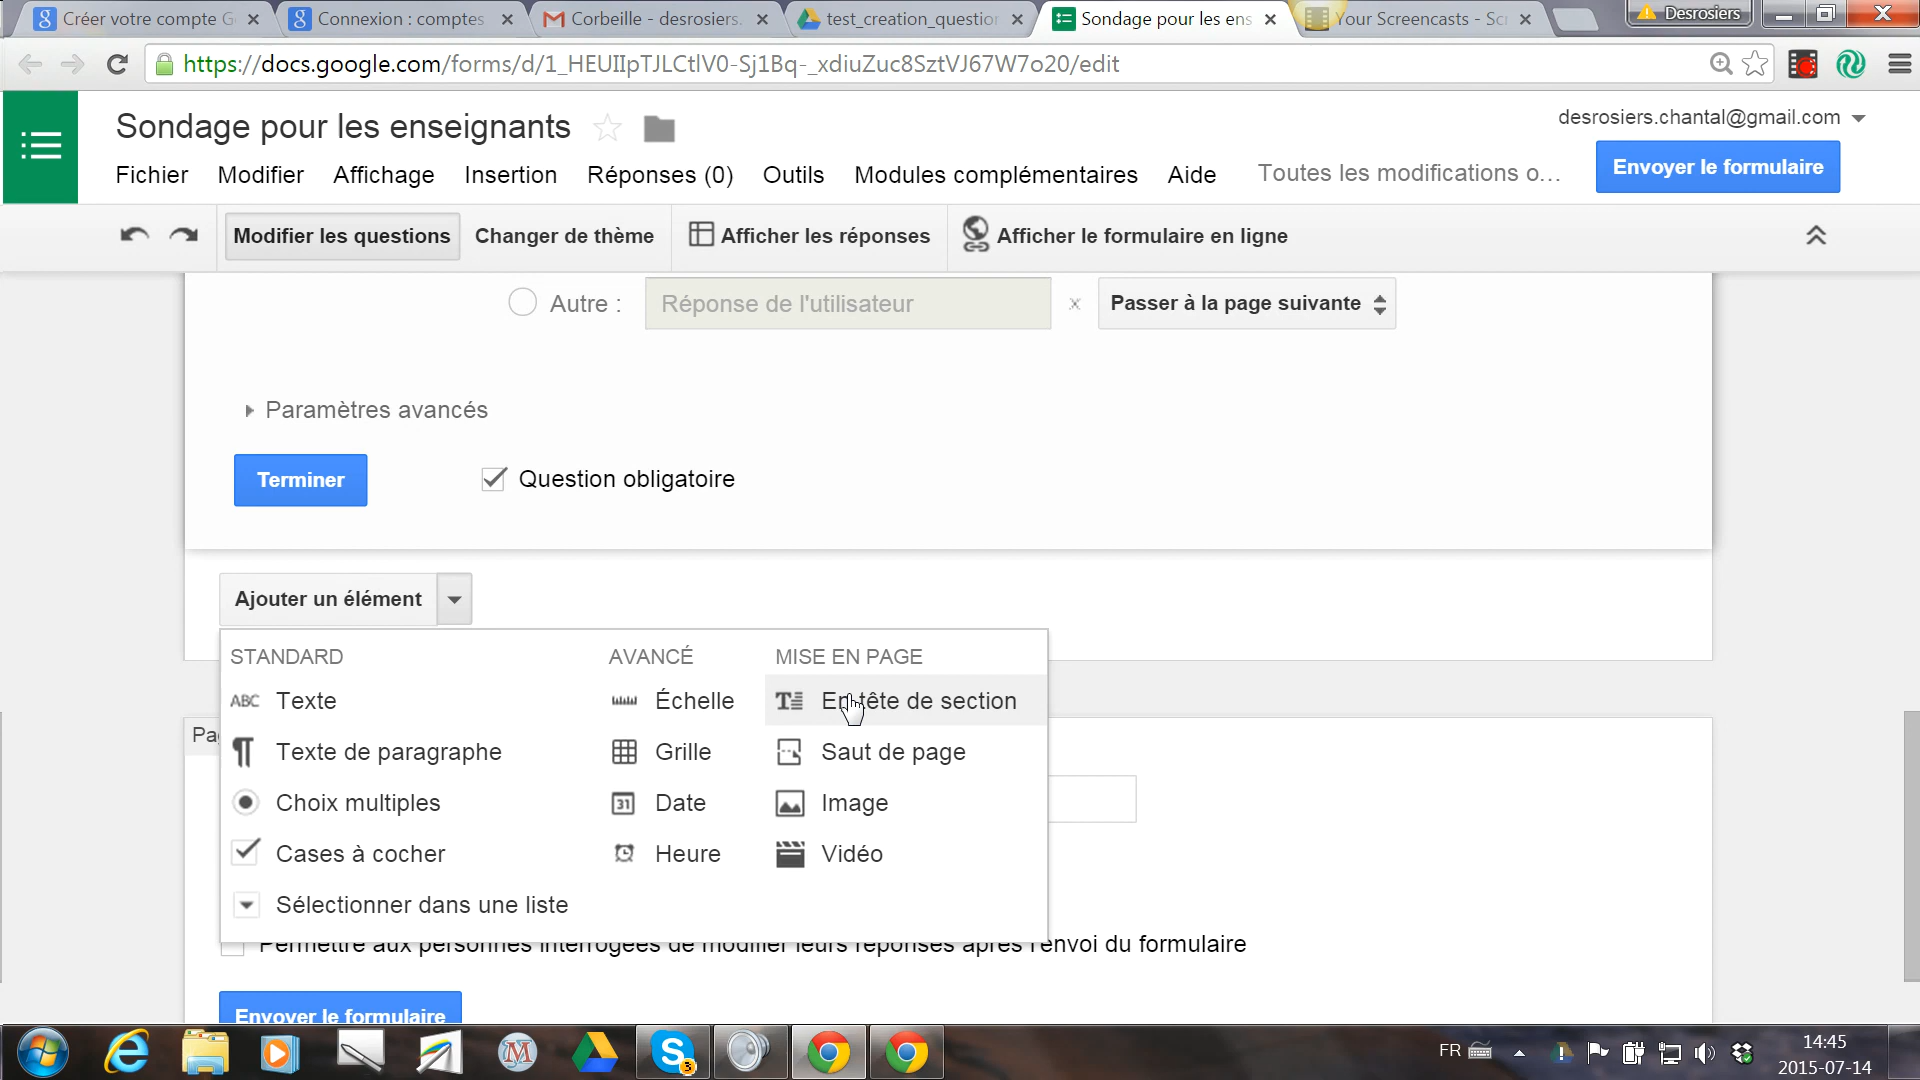 Créer votre compte G
Connexion : comptes
Corbeille - desrosiers.
test_creation_question
Sondage pour les ens
Your Screencasts - Scr
Desrosiers
https://docs.google.com/forms/d/1_HEUIIpTJLCtlV0-Sj1Bq-_xdiuZuc8SztVJ67W7o20/edit
Sondage pour les enseignants
desrosiers.chantal@gmail.com
Fichier Modifier Affichage Insertion Réponses (0) Outils Modules complémentaires Aide Toutes les modifications o...
Envoyer le formulaire
Modifier les questions Changer de thème Afficher les réponses Afficher le formulaire en ligne
Autre : Réponse de l'utilisateur x Passer à la page suivante
Paramètres avancés
Terminer Question obligatoire
Ajouter un élément
STANDARD AVANCÉ MISE EN PAGE
ABC Texte Échelle En-tête de section
Texte de paragraphe Grille Saut de page
Choix multiples 31 Date Image
Cases à cocher Heure Vidéo
Sélectionner dans une liste
Permettre aux personnes interrogées de modifier leurs réponses après l'envoi du formulaire
Envoyer le formulaire
FR
14:45
2015-07-14